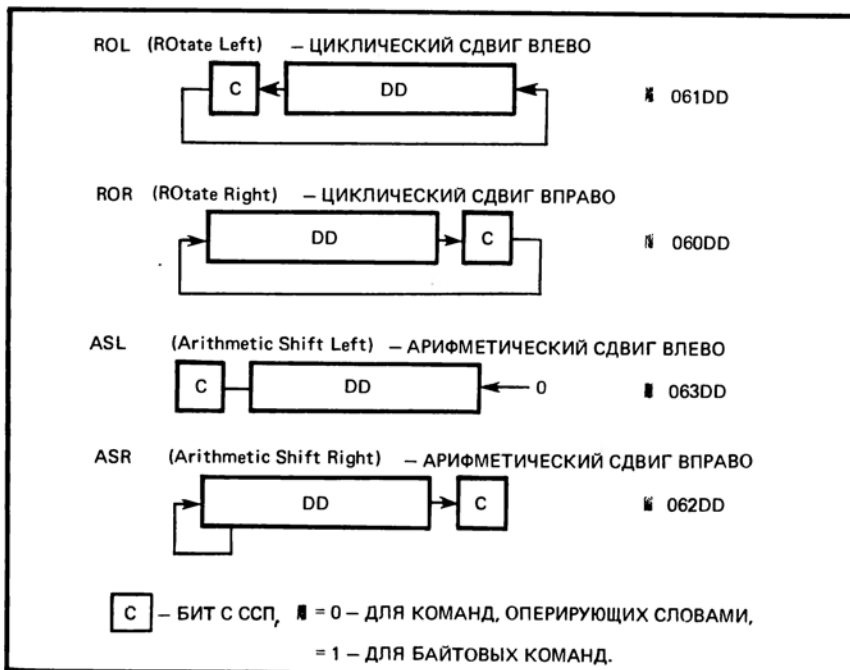 ROL (ROtate Left) – ЦИКЛИЧЕСКИЙ СДВИГ ВЛЕВО
C DD
061DD
ROR (ROtate Right) – ЦИКЛИЧЕСКИЙ СДВИГ ВПРАВО
DD C
060DD
ASL (Arithmetic Shift Left) – АРИФМЕТИЧЕСКИЙ СДВИГ ВЛЕВО
C DD 0
063DD
ASR (Arithmetic Shift Right) – АРИФМЕТИЧЕСКИЙ СДВИГ ВПРАВО
DD C
062DD
C – БИТ С ССП, = 0 – ДЛЯ КОМАНД, ОПЕРИРУЮЩИХ СЛОВАМИ,
= 1 – ДЛЯ БАЙТОВЫХ КОМАНД.